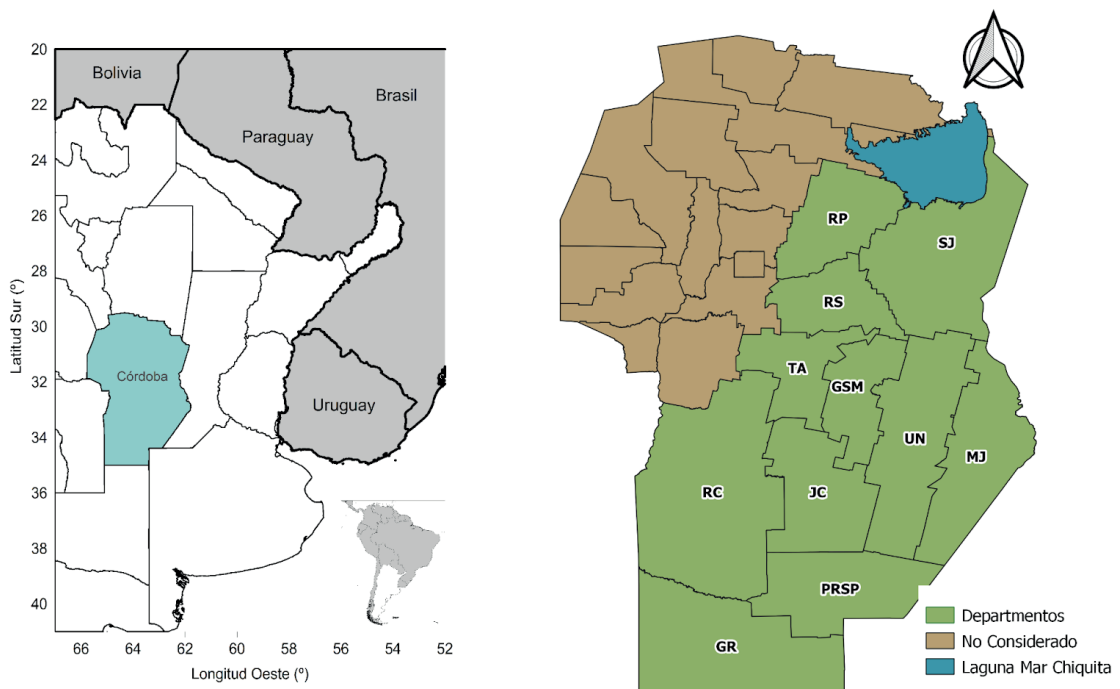 20
22
24
26
28
30
32
34
36
38
40
Latitud Sur (º)
Bolivia
Brasil
Paraguay
Córdoba
Uruguay
66 64 62 60 58 56 54 52
Longitud Oeste (º)
RP
SJ
RS
TA
GSM
UN
MJ
RC
JC
PRSP
GR
Departmentos
No Considerado
Laguna Mar Chiquita